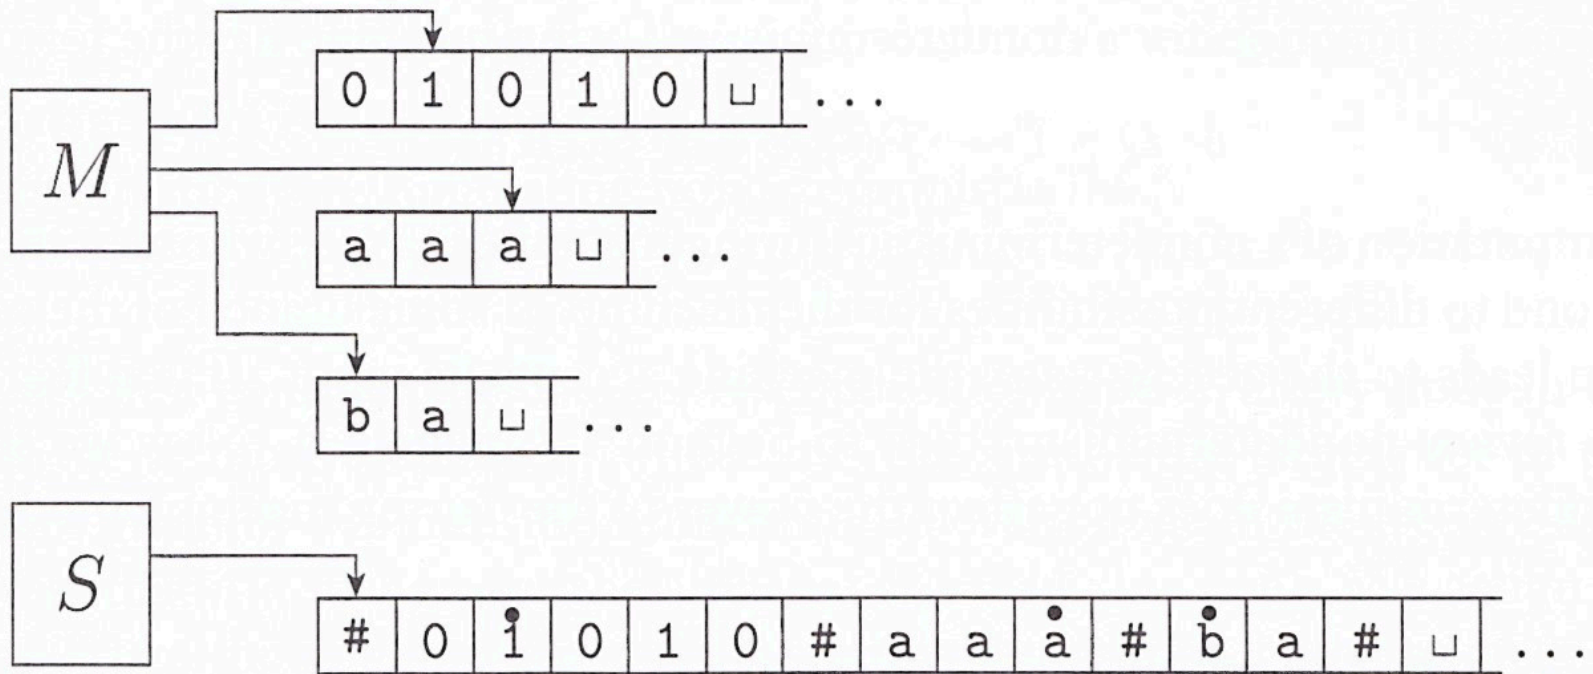 0 1 0 1 0 ⊔ ...
M
a a a ⊔ ...
b a ⊔ ...
S
# 0 1̇ 0 1 0 # a a ȧ # ḃ a # ⊔ ...